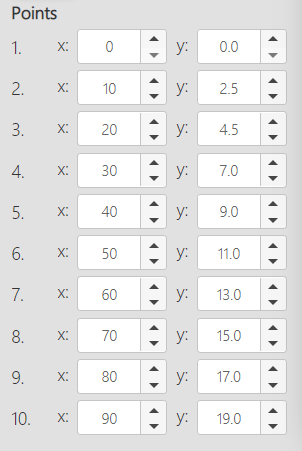 Points
1. x: 0 y: 0.0
2. x: 10 y: 2.5
3. x: 20 y: 4.5
4. x: 30 y: 7.0
5. x: 40 y: 9.0
6. x: 50 y: 11.0
7. x: 60 y: 13.0
8. x: 70 y: 15.0
9. x: 80 y: 17.0
10. x: 90 y: 19.0